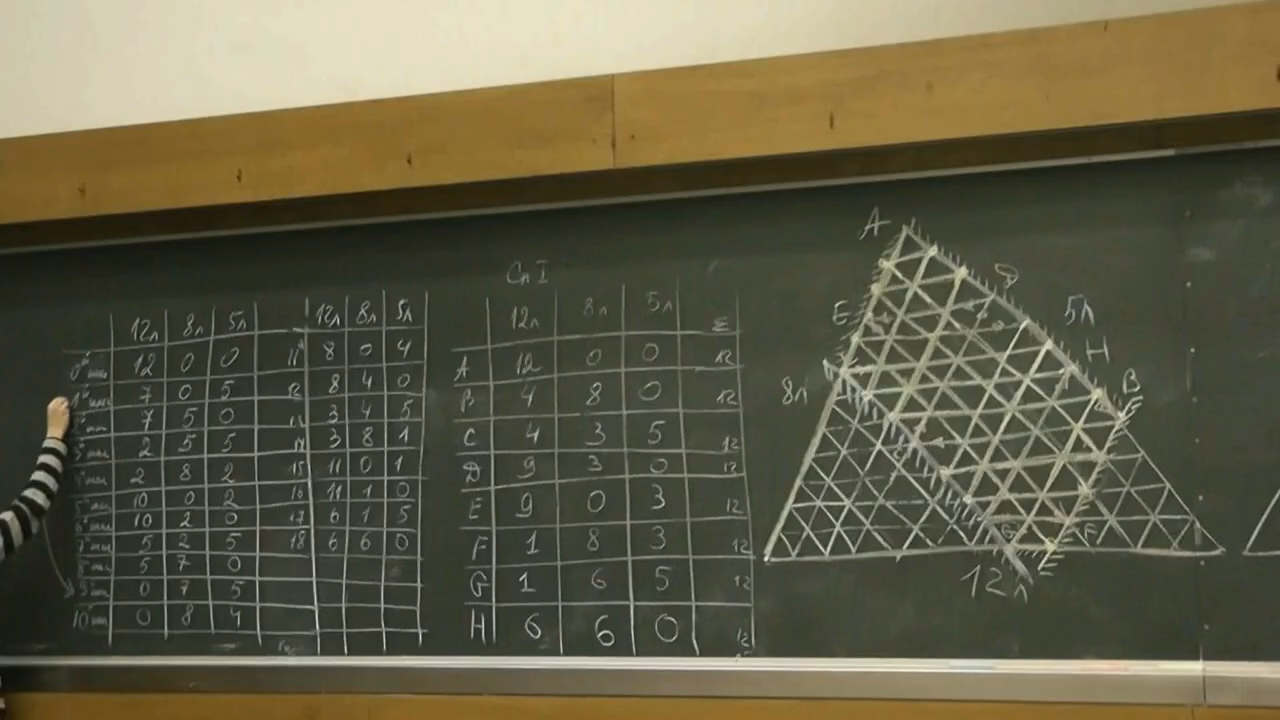 Сл I
12л 8л 5л 12л 8л 5л
0ой шаг 12 0 0 11 8 0 4
1ый шаг 7 0 5 12 8 4 0
7 5 0 13 3 4 5
3 2 5 5 14 3 8 1
2 8 2 15 11 0 1
10 0 2 16 11 1 0
10 2 0 17 6 1 5
5 2 5 18 6 6 0
5 7 0
0 7 5
10 0 8 4
12л 8л 5л Σ
A 12 0 0 12
B 4 8 0 12
C 4 3 5 12
D 9 3 0 12
E 9 0 3 12
F 1 8 3 12
G 1 6 5 12
H 6 6 0 12
A
D
E
5л
H
8л
B
C
G
F
12л